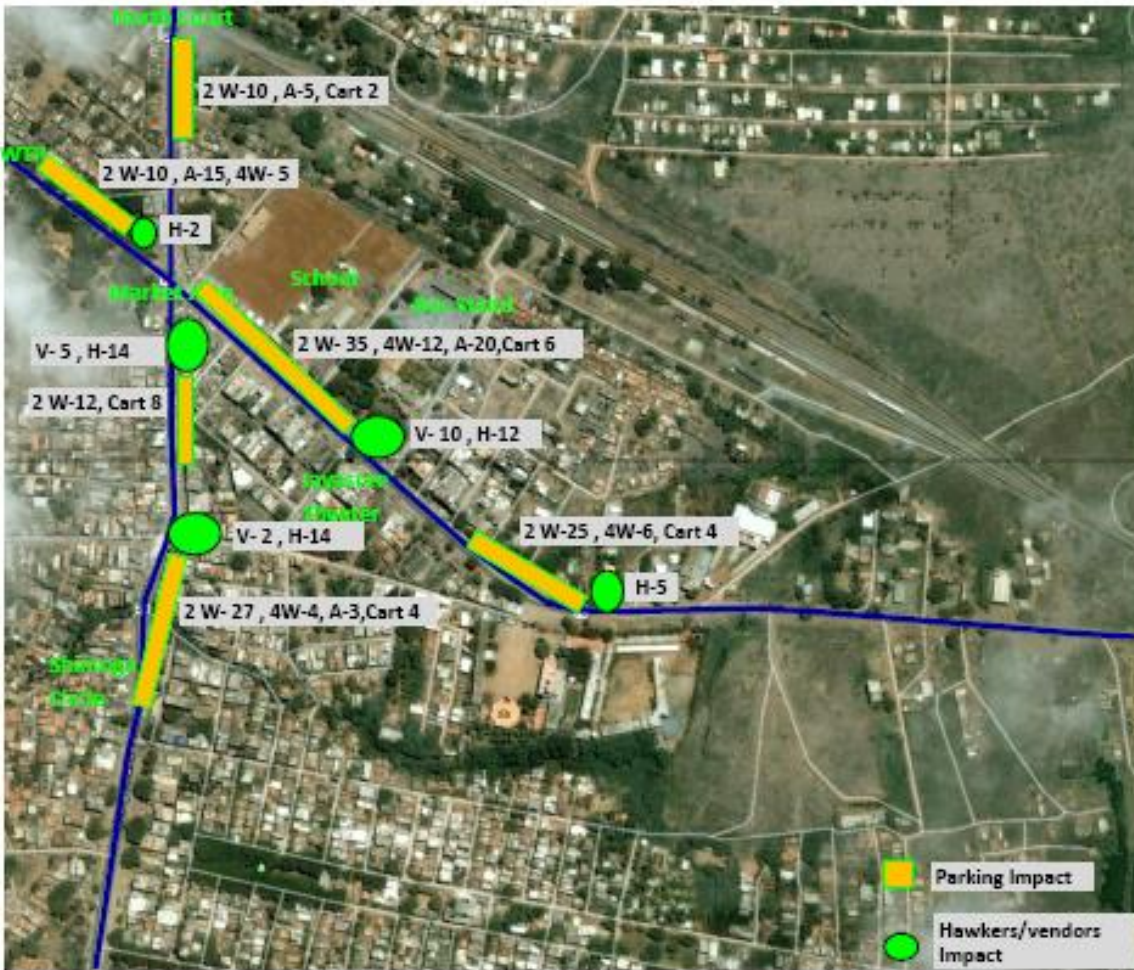 North Court
2 W-10 , A-5, Cart 2
2 W-10 , A-15, 4W- 5
H-2
School
Market
Bus Stand
V- 5 , H-14
2 W- 35 , 4W-12, A-20,Cart 6
2 W-12, Cart 8
V- 10 , H-12
V- 2 , H-14
2 W-25 , 4W-6, Cart 4
H-5
2 W- 27 , 4W-4, A-3,Cart 4
Circle
Parking Impact
Hawkers/vendors
Impact